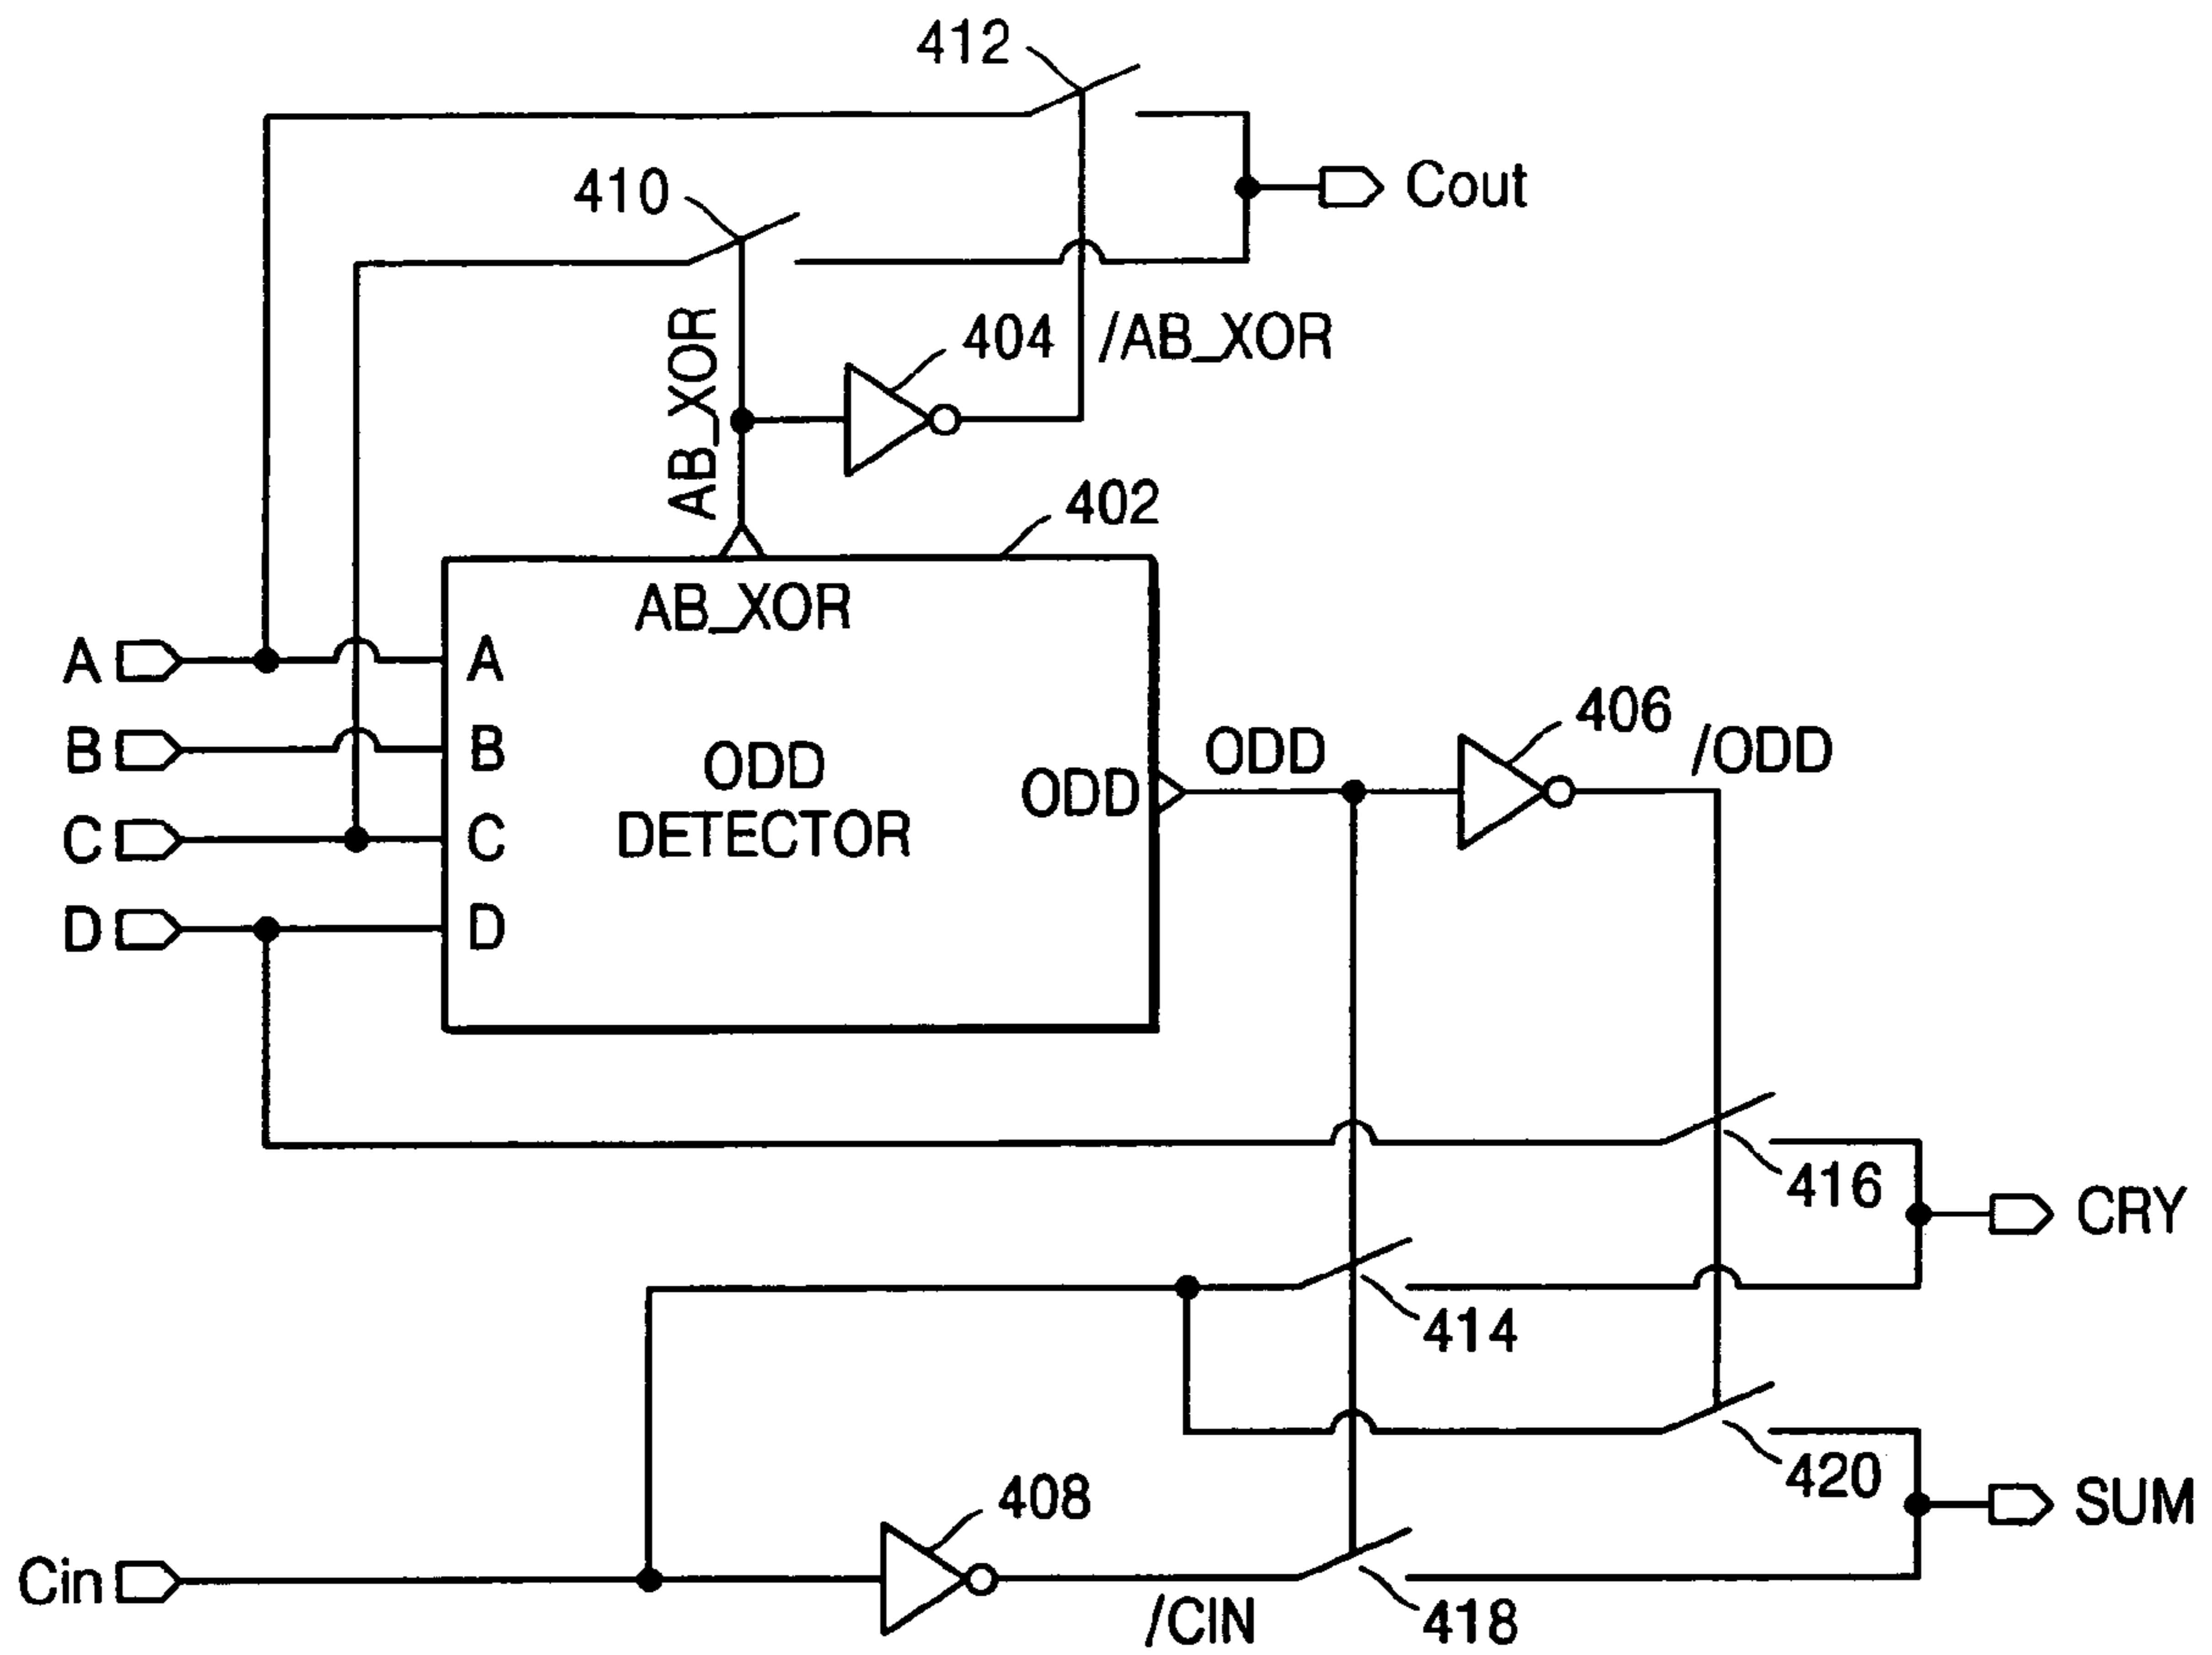 412
Cout
410
AB_XOR
404
/AB_XOR
402
AB_XOR
A
A
B
B
C
C
D
D
ODD
DETECTOR
ODD
ODD
406
/ODD
416
CRY
414
420
SUM
408
Cin
/CIN
418